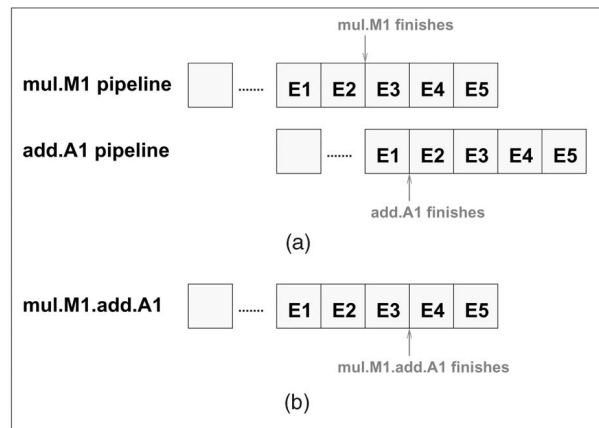 mul.M1 finishes
mul.M1 pipeline ....... E1 E2 E3 E4 E5
add.A1 pipeline ....... E1 E2 E3 E4 E5
add.A1 finishes
(a)
mul.M1.add.A1 ....... E1 E2 E3 E4 E5
mul.M1.add.A1 finishes
(b)